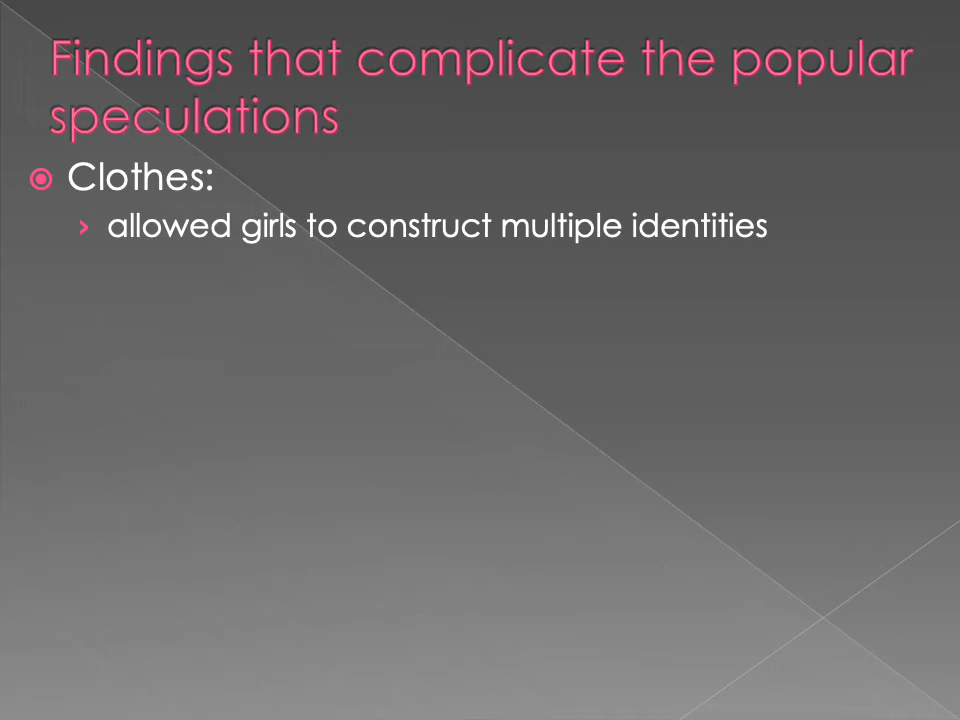 Findings that complicate the popular
speculations
Clothes:
allowed girls to construct multiple identities